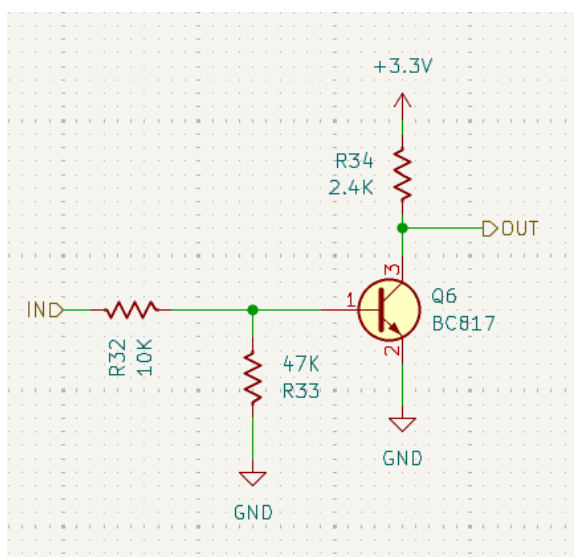 +3.3V
R34
2.4K
OUT
3
Q6
BC817
1
2
IN
R32
10K
47K
R33
GND
GND